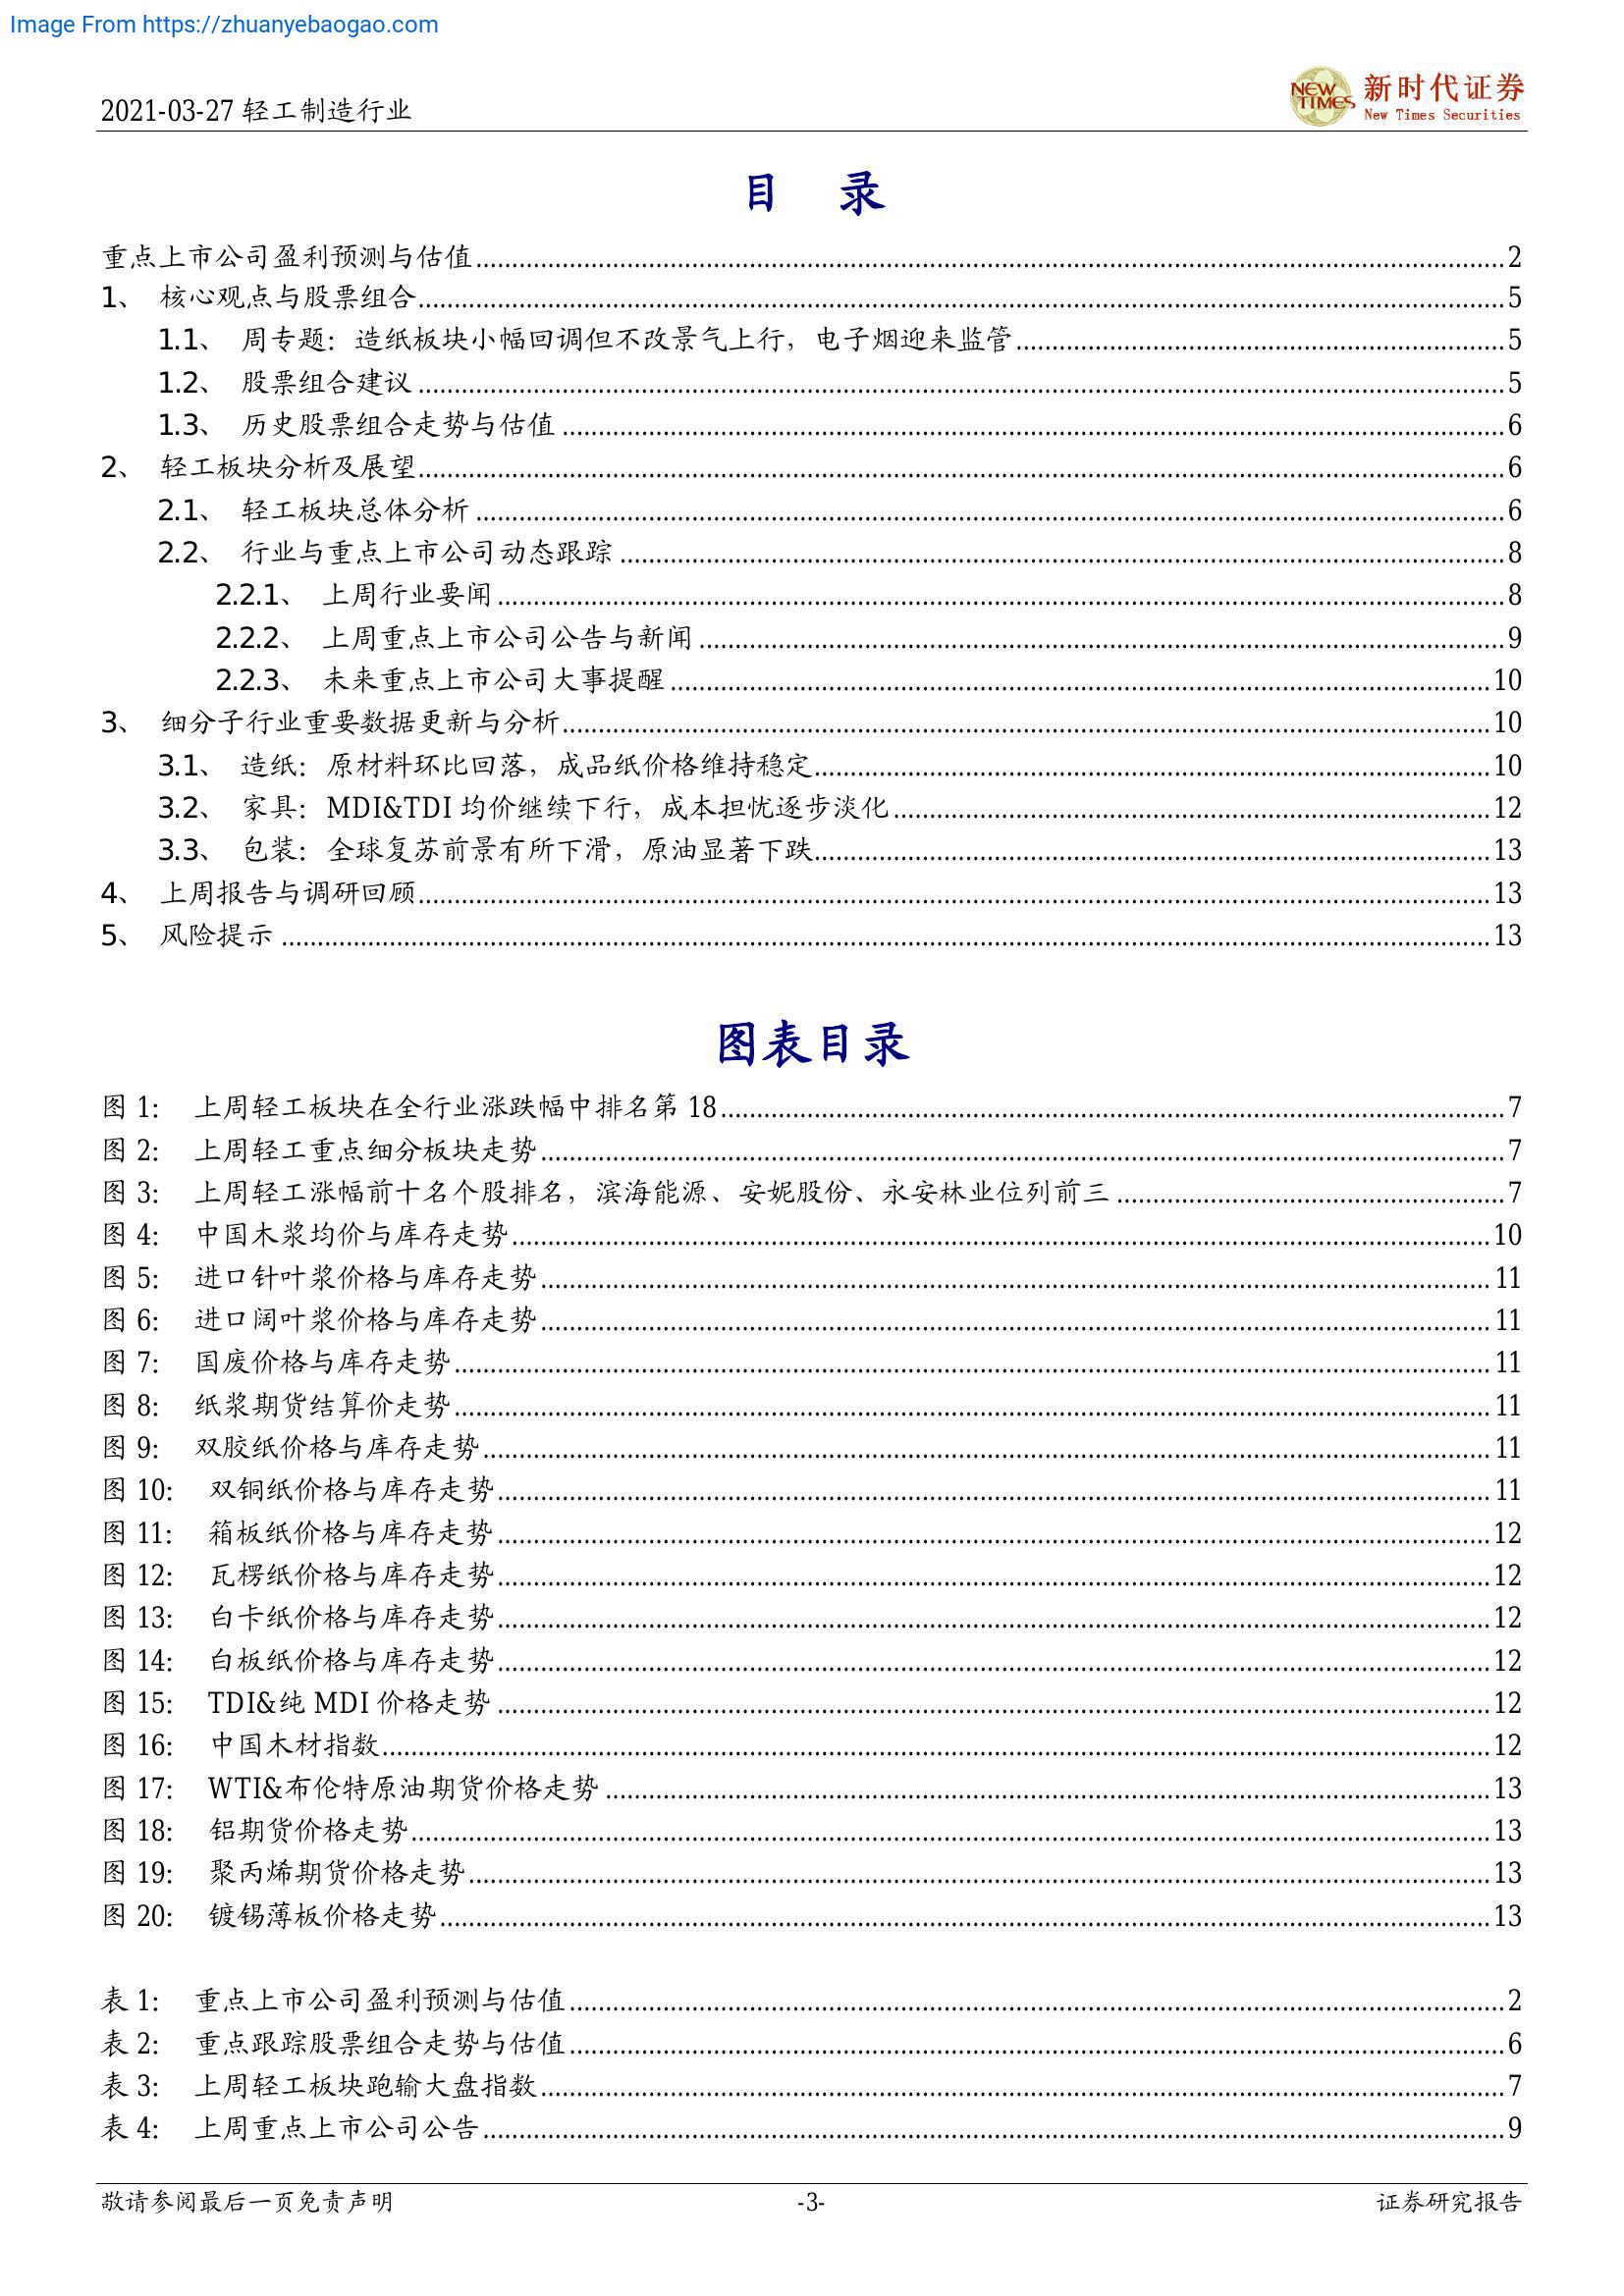 Image From https://zhuanyebaogao.com
2021-03-27 轻工制造行业
NEW TIMES
新时代证券
New Times Securities
目 录
重点上市公司盈利预测与估值 2
1、 核心观点与股票组合 5
1.1、 周专题：造纸板块小幅回调但不改景气上行，电子烟迎来监管 5
1.2、 股票组合建议 5
1.3、 历史股票组合走势与估值 6
2、 轻工板块分析及展望 6
2.1、 轻工板块总体分析 6
2.2、 行业与重点上市公司动态跟踪 8
2.2.1、 上周行业要闻 8
2.2.2、 上周重点上市公司公告与新闻 9
2.2.3、 未来重点上市公司大事提醒 10
3、 细分子行业重要数据更新与分析 10
3.1、 造纸：原材料环比回落，成品纸价格维持稳定 10
3.2、 家具：MDI&TDI 均价继续下行，成本担忧逐步淡化 12
3.3、 包装：全球复苏前景有所下滑，原油显著下跌 13
4、 上周报告与调研回顾 13
5、 风险提示 13
图表目录
图 1: 上周轻工板块在全行业涨跌幅中排名第 18 7
图 2: 上周轻工重点细分板块走势 7
图 3: 上周轻工涨幅前十名个股排名，滨海能源、安妮股份、永安林业位列前三 7
图 4: 中国木浆均价与库存走势 10
图 5: 进口针叶浆价格与库存走势 11
图 6: 进口阔叶浆价格与库存走势 11
图 7: 国废价格与库存走势 11
图 8: 纸浆期货结算价走势 11
图 9: 双胶纸价格与库存走势 11
图 10: 双铜纸价格与库存走势 11
图 11: 箱板纸价格与库存走势 12
图 12: 瓦楞纸价格与库存走势 12
图 13: 白卡纸价格与库存走势 12
图 14: 白板纸价格与库存走势 12
图 15: TDI&纯 MDI 价格走势 12
图 16: 中国木材指数 12
图 17: WTI&布伦特原油期货价格走势 13
图 18: 铝期货价格走势 13
图 19: 聚丙烯期货价格走势 13
图 20: 镀锡薄板价格走势 13
表 1: 重点上市公司盈利预测与估值 2
表 2: 重点跟踪股票组合走势与估值 6
表 3: 上周轻工板块跑输大盘指数 7
表 4: 上周重点上市公司公告 9
敬请参阅最后一页免责声明
-3-
证券研究报告